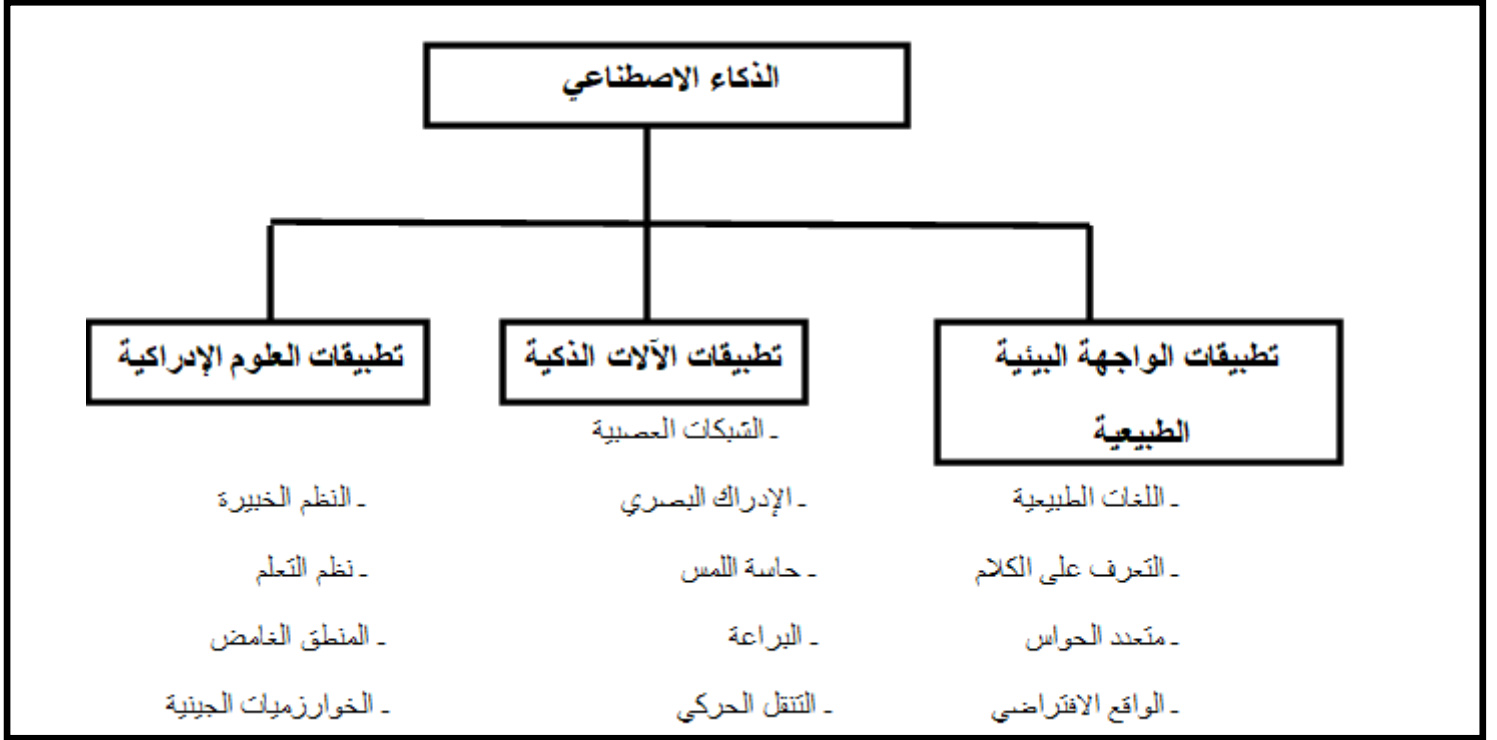 الذكاء الاصطناعي
تطبيقات الواجهة البيئية
الطبيعية
ـ اللغات الطبيعية
ـ التعرف على الكلام
ـ متعدد الحواس
ـ الواقع الافتراضي
تطبيقات الآلات الذكية
ـ الشبكات العصبية
ـ الإدراك البصري
ـ حاسة اللمس
ـ البراعة
ـ التنقل الحركي
تطبيقات العلوم الإدراكية
ـ النظم الخبيرة
ـ نظم التعلم
ـ المنطق الغامض
ـ الخوارزميات الجينية